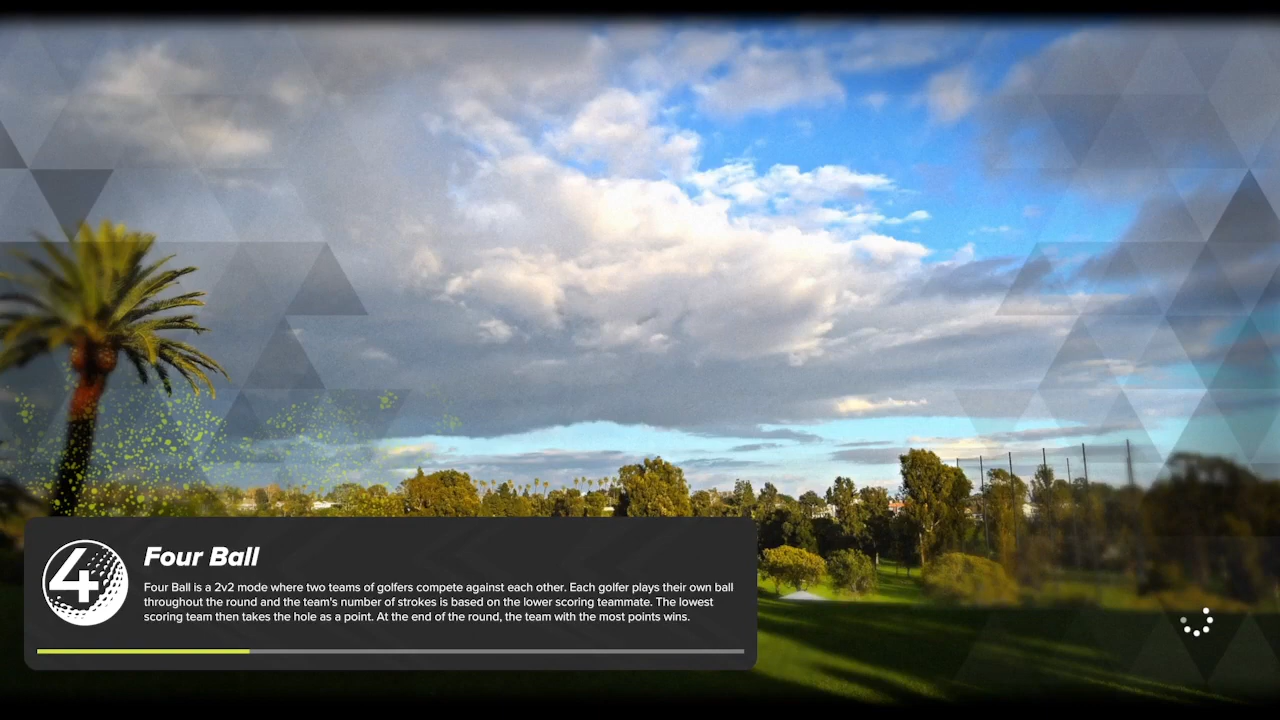 4
Four Ball
Four Ball is a 2v2 mode where two teams of golfers compete against each other. Each golfer plays their own ball
throughout the round and the team's number of strokes is based on the lower scoring teammate. The lowest
scoring team then takes the hole as a point. At the end of the round, the team with the most points wins.